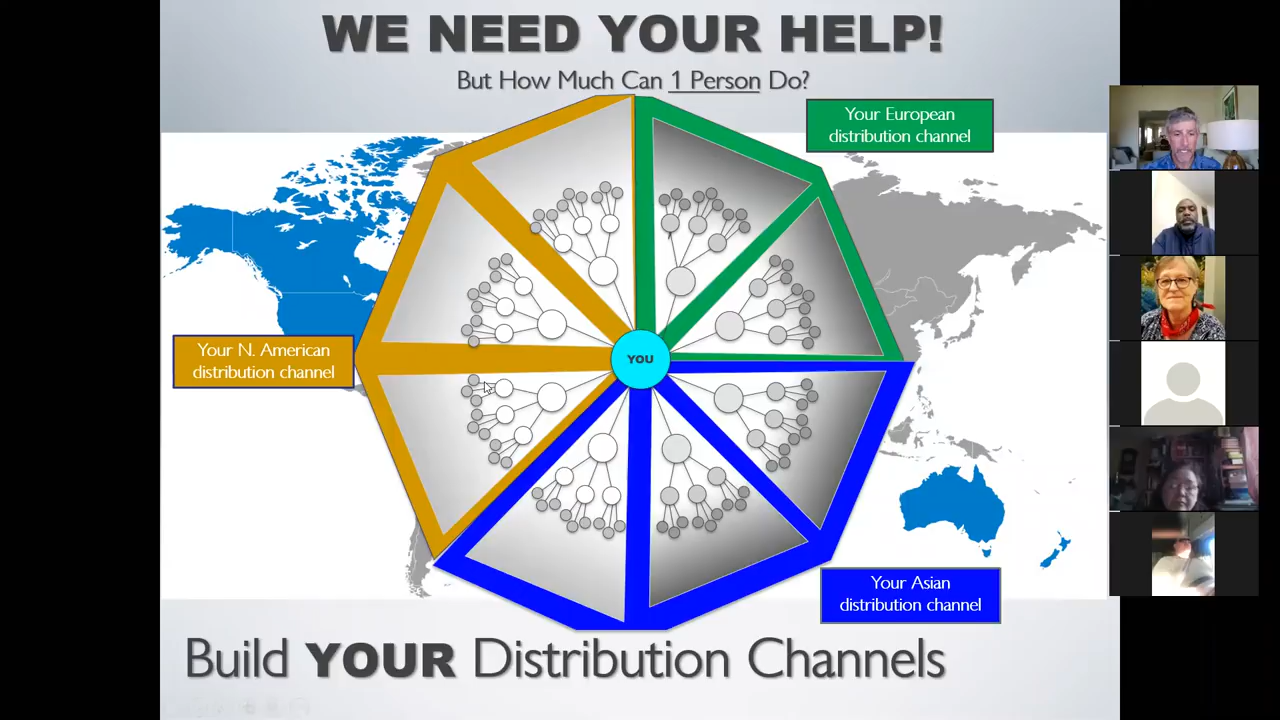 WE NEED YOUR HELP!
But How Much Can 1 Person Do?
Your European
distribution channel
Your N. American
distribution channel
YOU
Your Asian
distribution channel
Build YOUR Distribution Channels